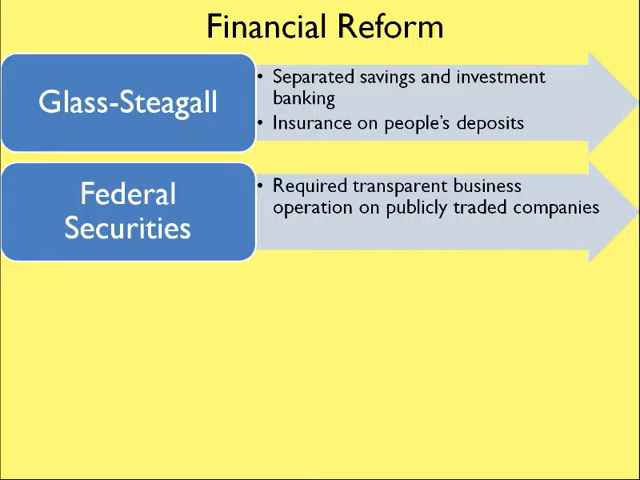 Financial Reform
Glass-Steagall
• Separated savings and investment
banking
• Insurance on people's deposits
Federal
Securities
• Required transparent business
operation on publicly traded companies